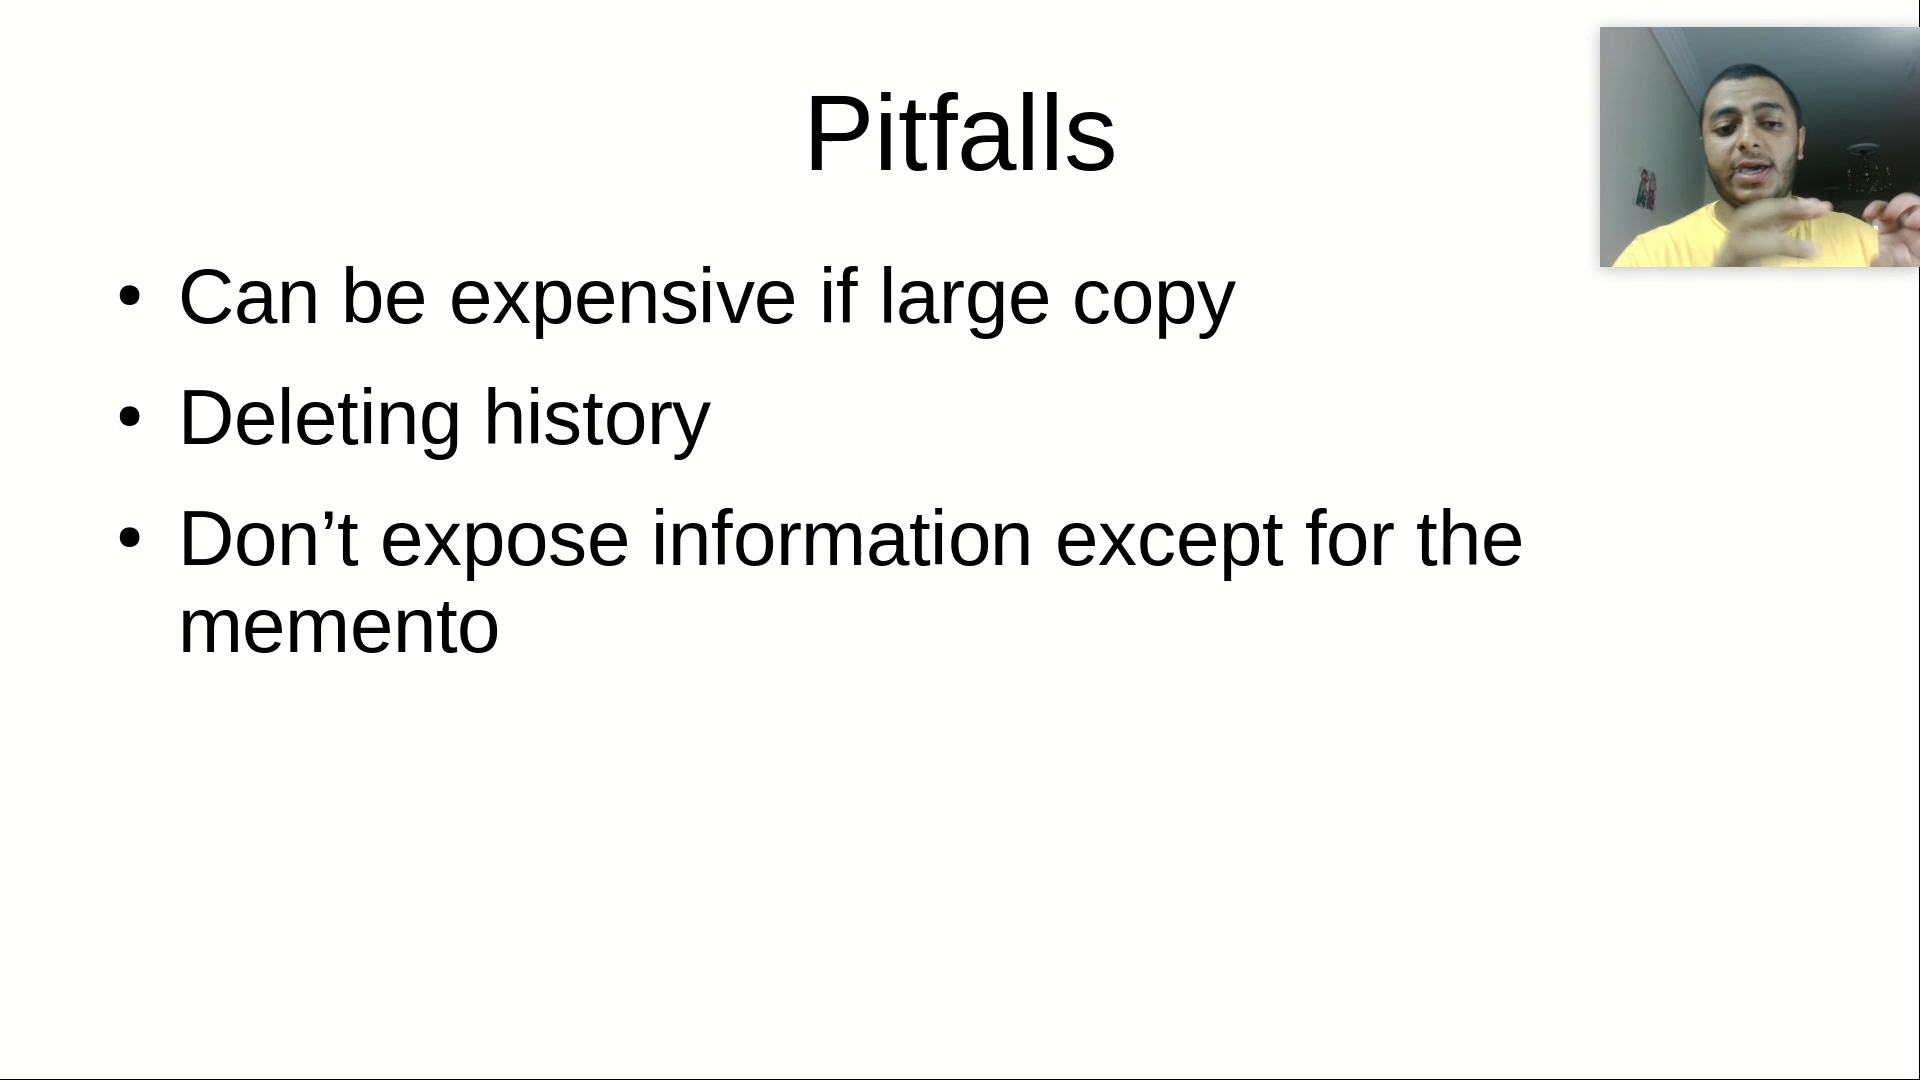 Pitfalls
• Can be expensive if large copy
• Deleting history
• Don’t expose information except for the
memento